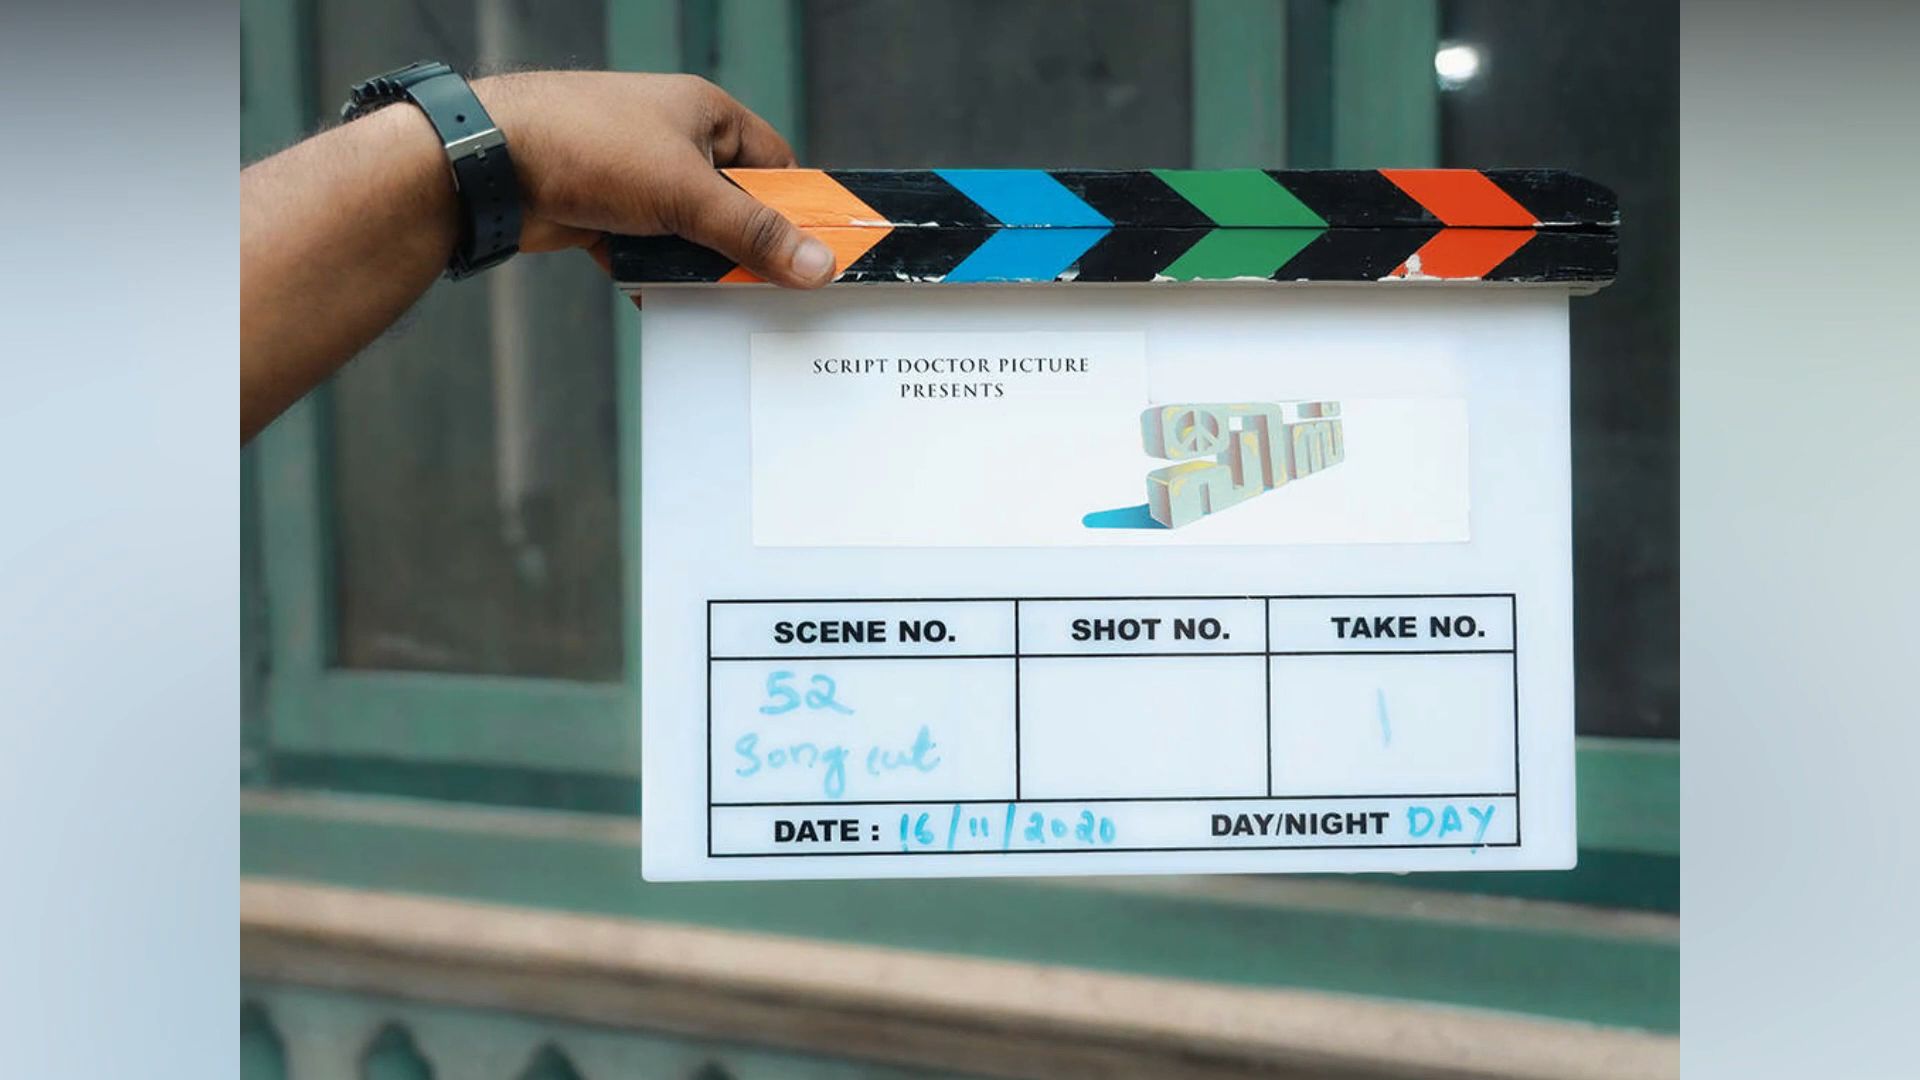 SCRIPT DOCTOR PICTURE
PRESENTS
പീസ്
SCENE NO. SHOT NO. TAKE NO.
52 1
Song cut
DATE : 16/11/2020 DAY/NIGHT DAY